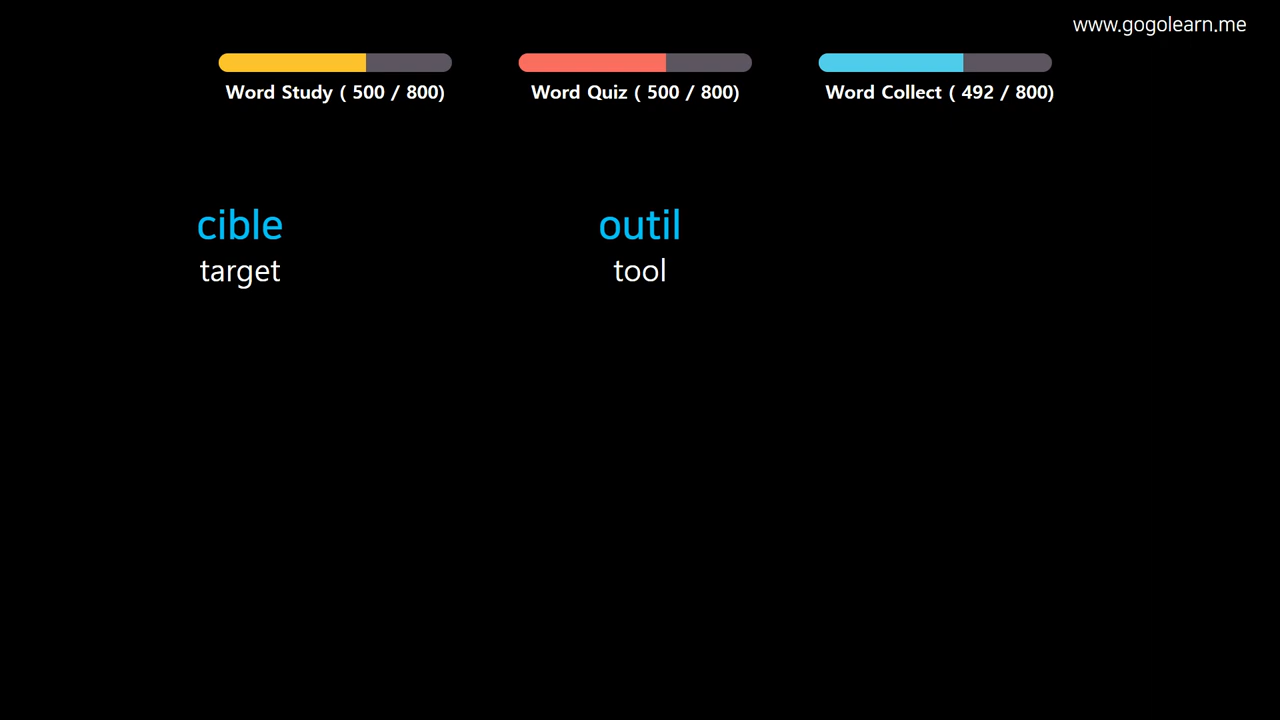 www.gogolearn.me
Word Study ( 500 / 800)
Word Quiz ( 500 / 800)
Word Collect ( 492 / 800)
cible
target
outil
tool